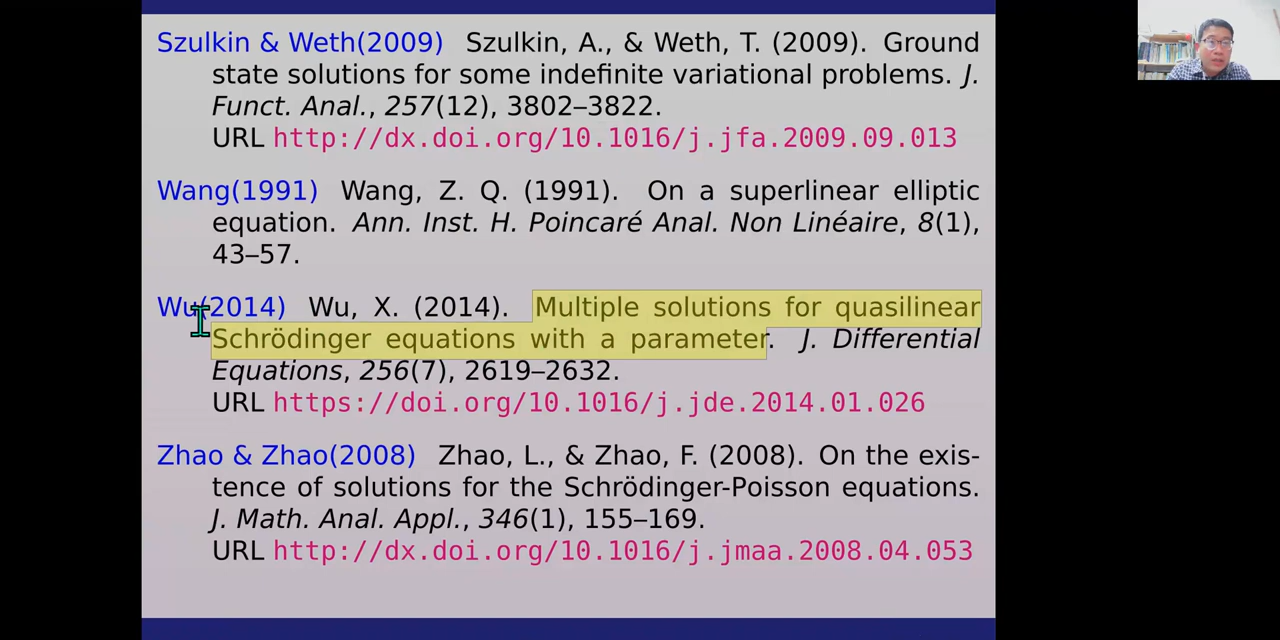 Szulkin & Weth(2009) Szulkin, A., & Weth, T. (2009). Ground
state solutions for some indefinite variational problems. J.
Funct. Anal., 257(12), 3802–3822.
URL http://dx.doi.org/10.1016/j.jfa.2009.09.013
Wang(1991) Wang, Z. Q. (1991). On a superlinear elliptic
equation. Ann. Inst. H. Poincaré Anal. Non Linéaire, 8(1),
43–57.
Wu(2014) Wu, X. (2014). Multiple solutions for quasilinear
Schrödinger equations with a parameter. J. Differential
Equations, 256(7), 2619–2632.
URL https://doi.org/10.1016/j.jde.2014.01.026
Zhao & Zhao(2008) Zhao, L., & Zhao, F. (2008). On the exis-
tence of solutions for the Schrödinger-Poisson equations.
J. Math. Anal. Appl., 346(1), 155–169.
URL http://dx.doi.org/10.1016/j.jmaa.2008.04.053